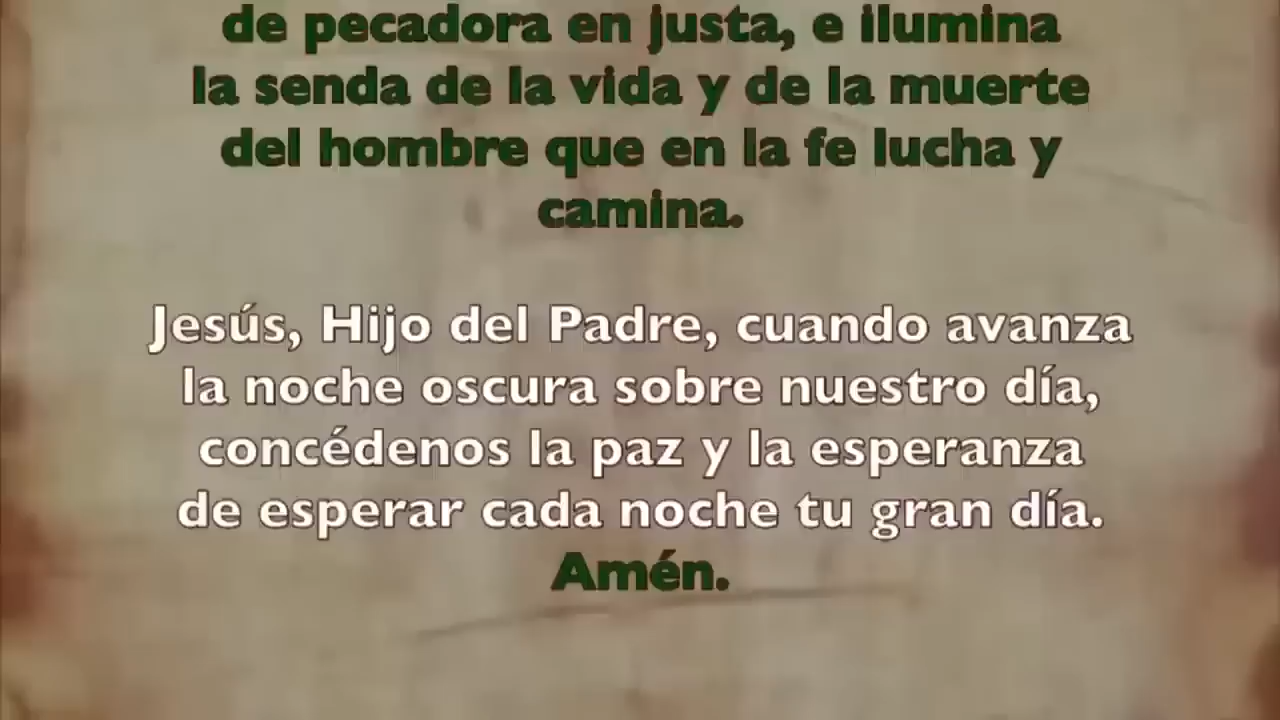 de pecadora en justa, e ilumina
la senda de la vida y de la muerte
del hombre que en la fe lucha y
camina.
Jesús, Hijo del Padre, cuando avanza
la noche oscura sobre nuestro día,
concédenos la paz y la esperanza
de esperar cada noche tu gran día.
Amén.